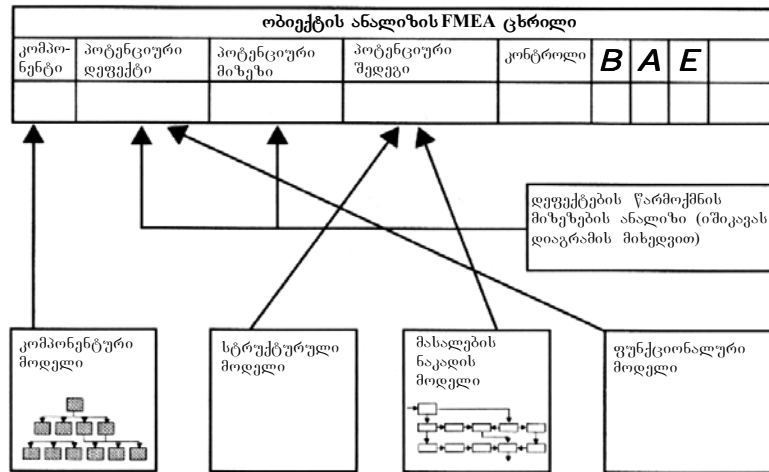 ობიექტის ანალიზის FMEA ცხრილი
კომპო-
ნენტი
პოტენციური
დეფექტი
პოტენციური
მიზეზი
პოტენციური
შედეგი
კონტროლი
B
A
E
დეფექტების წარმოქმნის
მიზეზების ანალიზი (იშიკავას
დიაგრამის მიხედვით)
კომპონენტური
მოდელი
სტრუქტურული
მოდელი
მასალების
ნაკადის
მოდელი
ფუნქციონალური
მოდელი